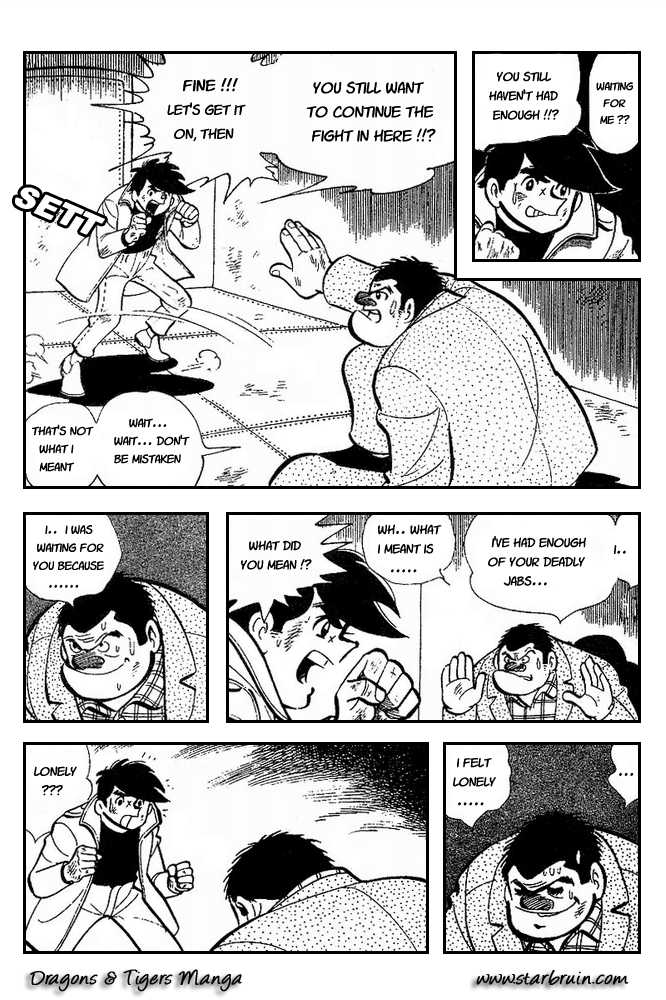 WAITING
FOR
ME ??
YOU STILL
HAVEN'T HAD
ENOUGH !!?
YOU STILL WANT
TO CONTINUE THE
FIGHT IN HERE !!?
FINE !!!
LET'S GET IT
ON, THEN
SETT
WAIT...
WAIT... DON'T
BE MISTAKEN
THAT'S NOT
WHAT I
MEANT
I..
I'VE HAD ENOUGH
OF YOUR DEADLY
JABS...
WH.. WHAT
I MEANT IS
.....
WHAT DID
YOU MEAN !?
I.. I WAS
WAITING FOR
YOU BECAUSE
......
...
I FELT
LONELY
.....
LONELY
???
Dragons & Tigers Manga
www.starbruin.com